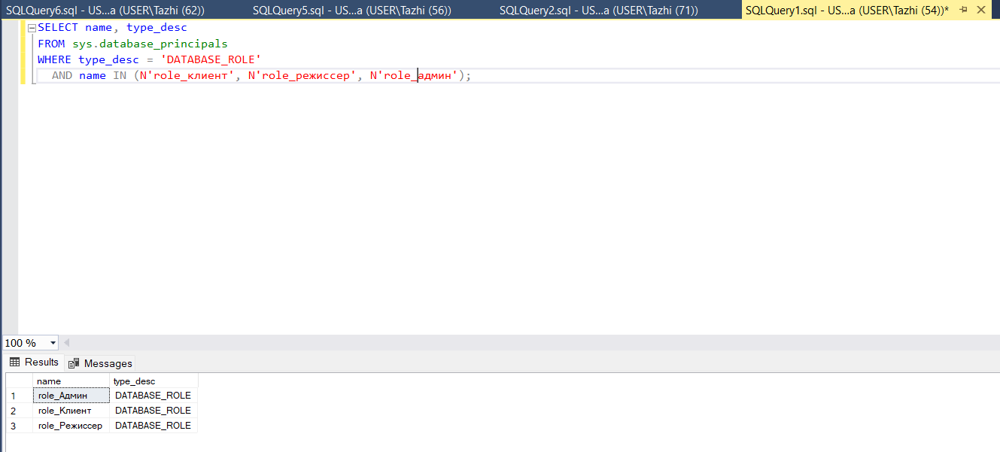 SQLQuery6.sql - US...a (USER\Tazhi (62))
SQLQuery5.sql - US...a (USER\Tazhi (56))
SQLQuery2.sql - US...a (USER\Tazhi (71))
SQLQuery1.sql - US...a (USER\Tazhi (54))*
SELECT name, type_desc
FROM sys.database_principals
WHERE type_desc = 'DATABASE_ROLE'
AND name IN (N'role_клиент', N'role_режиссер', N'role_админ');
100 %
Results Messages
name type_desc
1 role_Админ DATABASE_ROLE
2 role_Клиент DATABASE_ROLE
3 role_Режиссер DATABASE_ROLE